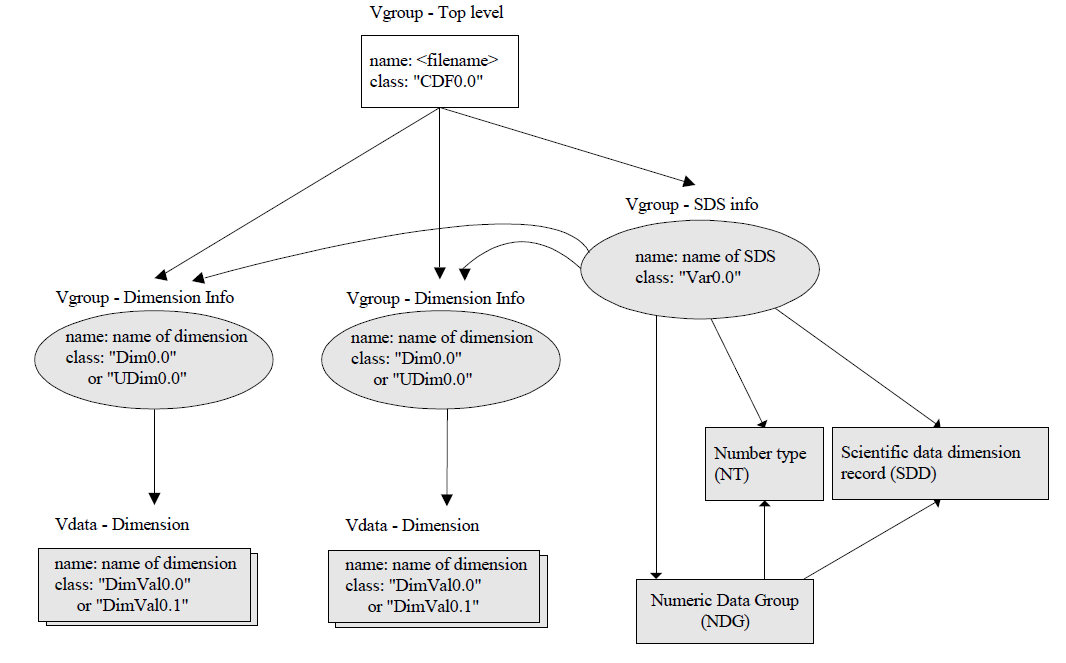 Vgroup - Top level
name: <filename>
class: "CDF0.0"
Vgroup - SDS info
name: name of SDS
class: "Var0.0"
Vgroup - Dimension Info
name: name of dimension
class: "Dim0.0"
or "UDim0.0"
Vgroup - Dimension Info
name: name of dimension
class: "Dim0.0"
or "UDim0.0"
Number type
(NT)
Scientific data dimension
record (SDD)
Vdata - Dimension
name: name of dimension
class: "DimVal0.0"
or "DimVal0.1"
Vdata - Dimension
name: name of dimension
class: "DimVal0.0"
or "DimVal0.1"
Numeric Data Group
(NDG)